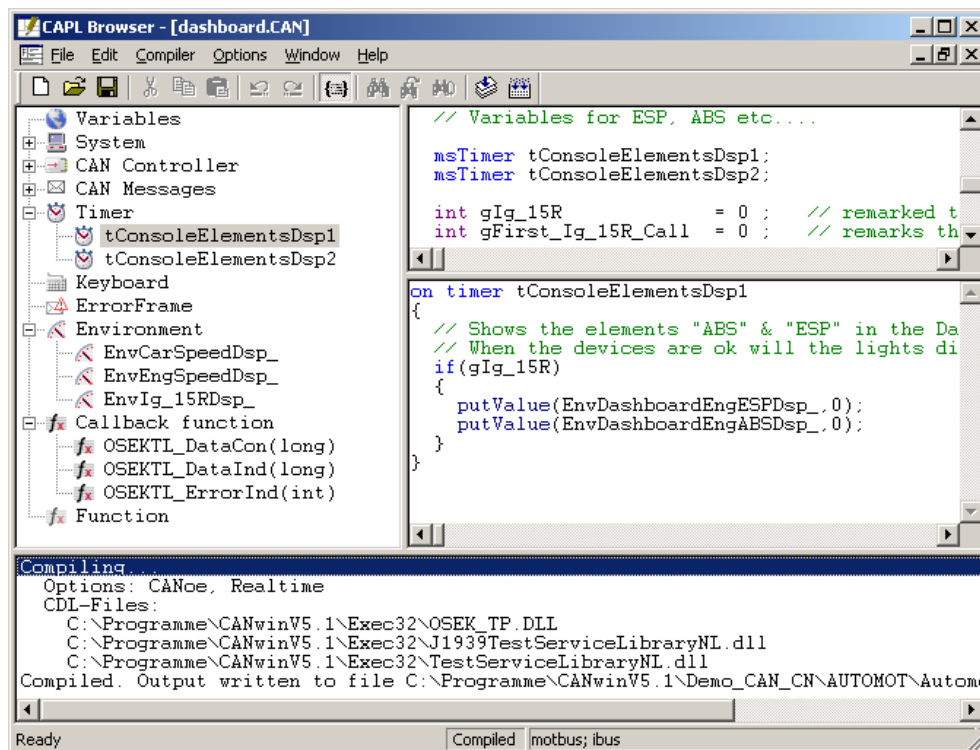 CAPL Browser - [dashboard.CAN]
File Edit Compiler Options Window Help
Variables
System
CAN Controller
CAN Messages
Timer
tConsoleElementsDsp1
tConsoleElementsDsp2
Keyboard
ErrorFrame
Environment
EnvCarSpeedDsp_
EnvEngSpeedDsp_
EnvIg_15RDsp_
Callback function
OSEKTL_DataCon(long)
OSEKTL_DataInd(long)
OSEKTL_ErrorInd(int)
Function
// Variables for ESP, ABS etc....
msTimer tConsoleElementsDsp1;
msTimer tConsoleElementsDsp2;
int gIg_15R = 0 ; // remarked t
int gFirst_Ig_15R_Call = 0 ; // remarks th
on timer tConsoleElementsDsp1
{
// Shows the elements "ABS" & "ESP" in the Da
// When the devices are ok will the lights di
if(gIg_15R)
{
putValue(EnvDashboardEngESPDsp_,0);
putValue(EnvDashboardEngABSDsp_,0);
}
}
Compiling...
Options: CANoe, Realtime
CDL-Files:
C:\Programme\CANwinV5.1\Exec32\OSEK_TP.DLL
C:\Programme\CANwinV5.1\Exec32\J1939TestServiceLibraryNL.dll
C:\Programme\CANwinV5.1\Exec32\TestServiceLibraryNL.dll
Compiled. Output written to file C:\Programme\CANwinV5.1\Demo_CAN_CN\AUTOMOT\Autom
Ready Compiled motbus; ibus